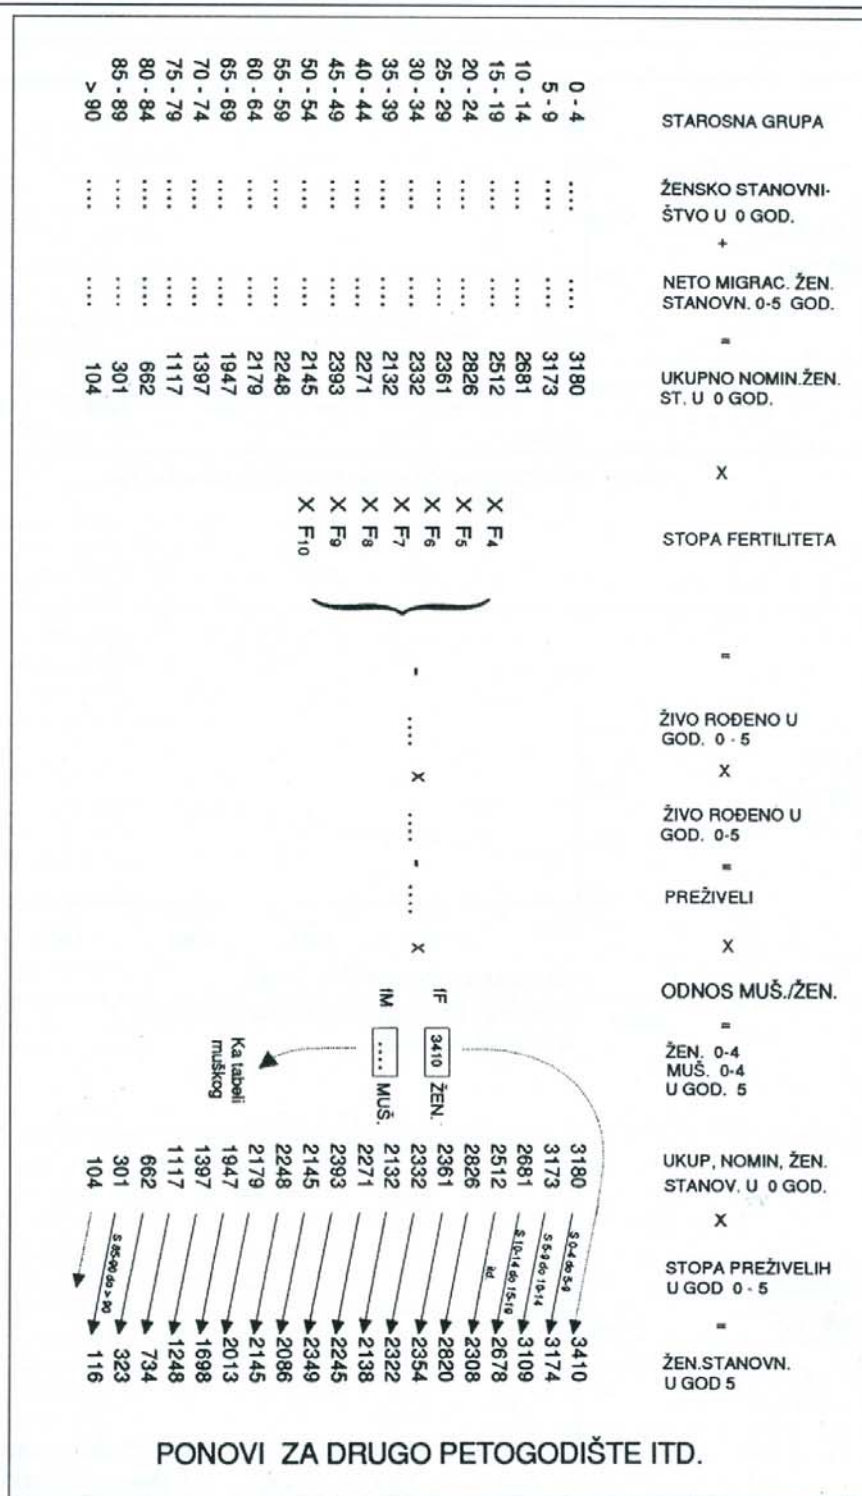 STAROSNA GRUPA
ŽENSKO STANOVNI-
ŠTVO U 0 GOD.
+
NETO MIGRAC. ŽEN.
STANOVN. 0-5 GOD.
=
UKUPNO NOMIN.ŽEN.
ST. U 0 GOD.
X
STOPA FERTILITETA
=
ŽIVO ROĐENO U
GOD. 0 - 5
X
ŽIVO ROĐENO U
GOD. 0-5
=
PREŽIVELI
X
ODNOS MUŠ./ŽEN.
=
ŽEN. 0-4
MUŠ. 0-4
U GOD. 5
UKUP, NOMIN, ŽEN.
STANOV. U 0 GOD.
X
STOPA PREŽIVELIH
U GOD 0 - 5
=
ŽEN.STANOVN.
U GOD 5
0 - 4 .... .... 3180 3180 S 0-4 do 5-9 3410
5 - 9 .... .... 3173 3173 S 5-9 do 10-14 3174
10 - 14 .... .... 2681 2681 S 10-14 do 15-19 3109
15 - 19 .... .... 2512 X F4 2512 itd 2678
20 - 24 .... .... 2826 X F5 2826 2308
25 - 29 .... .... 2361 X F6 2361 2820
30 - 34 .... .... 2332 X F7 2332 2354
35 - 39 .... .... 2132 X F8 2132 2322
40 - 44 .... .... 2271 X F9 2271 2138
45 - 49 .... .... 2393 X F10 2393 2245
50 - 54 .... .... 2145 2145 2349
55 - 59 .... .... 2248 2248 2086
60 - 64 .... .... 2179 2179 2145
65 - 69 .... .... 1947 1947 2013
70 - 74 .... .... 1397 1397 1698
75 - 79 .... .... 1117 1117 1248
80 - 84 .... .... 662 662 734
85 - 89 .... .... 301 301 S 85-90 do > 90 323
> 90 .... .... 104 104 116
- .... x .... - .... x
fF 3410 ŽEN.
fM .... MUŠ.
Ka tabeli
muškog
PONOVI ZA DRUGO PETOGODIŠTE ITD.